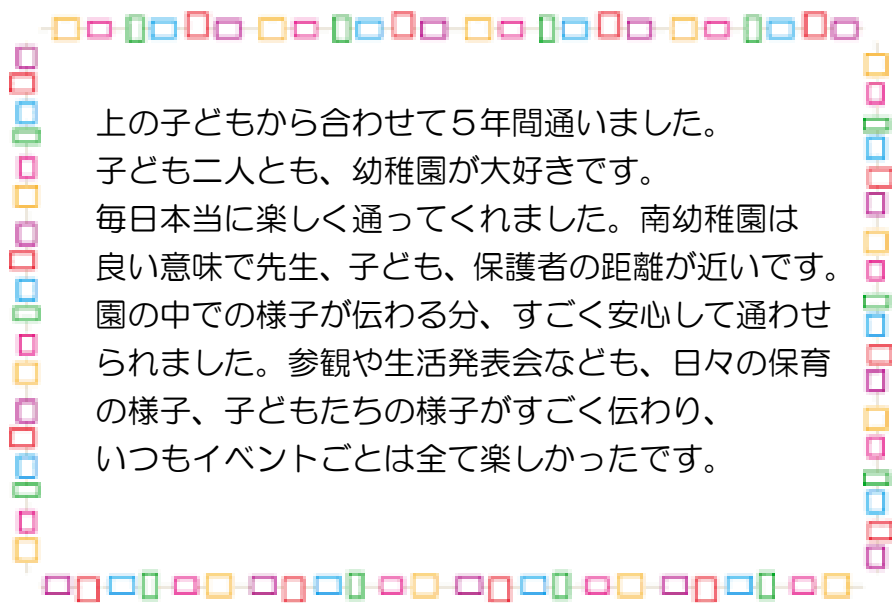 上の子どもから合わせて５年間通いました。
子ども二人とも、幼稚園が大好きです。
毎日本当に楽しく通ってくれました。南幼稚園は
良い意味で先生、子ども、保護者の距離が近いです。
園の中での様子が伝わる分、すごく安心して通わせ
られました。参観や生活発表会なども、日々の保育
の様子、子どもたちの様子がすごく伝わり、
いつもイベントごとは全て楽しかったです。